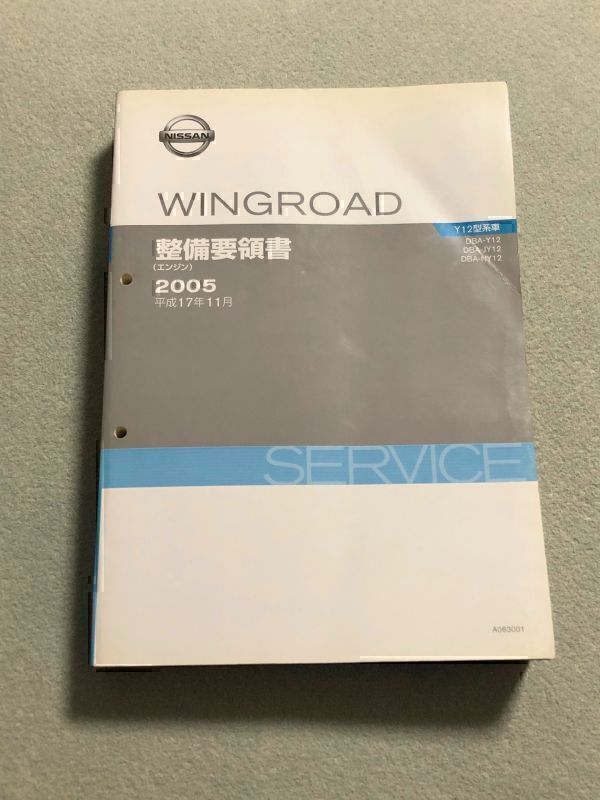 NISSAN
WINGROAD
Y12型系車
DBA-Y12
DBA-JY12
DBA-NY12
整備要領書
(エンジン)
2005
平成17年11月
SERVICE
A063001